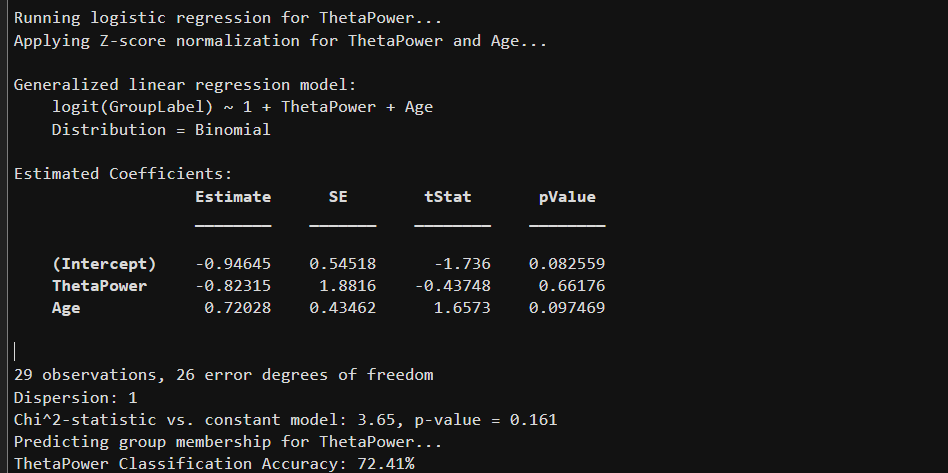 Running logistic regression for ThetaPower...
Applying Z-score normalization for ThetaPower and Age...
Generalized linear regression model:
logit(GroupLabel) ~ 1 + ThetaPower + Age
Distribution = Binomial
Estimated Coefficients:
Estimate SE tStat pValue
(Intercept) -0.94645 0.54518 -1.736 0.082559
ThetaPower -0.82315 1.8816 -0.43748 0.66176
Age 0.72028 0.43462 1.6573 0.097469
29 observations, 26 error degrees of freedom
Dispersion: 1
Chi^2-statistic vs. constant model: 3.65, p-value = 0.161
Predicting group membership for ThetaPower...
ThetaPower Classification Accuracy: 72.41%